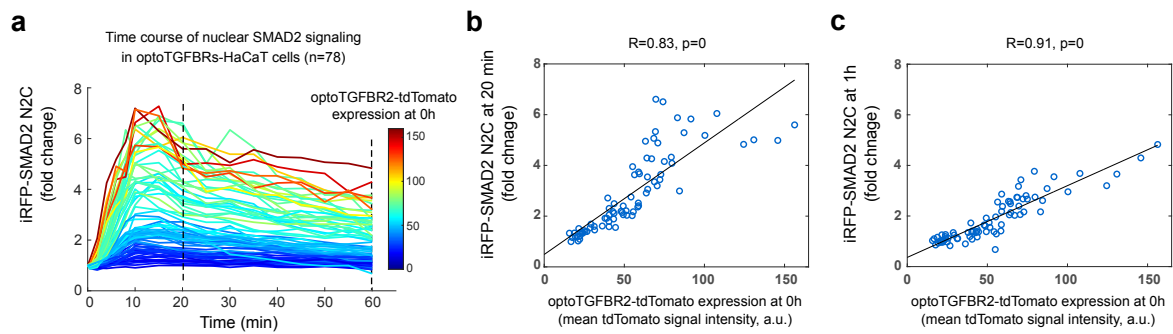 a
Time course of nuclear SMAD2 signaling
in optoTGFBRs-HaCaT cells (n=78)
iRFP-SMAD2 N2C
(fold change)
8
6
4
2
0
0
10
20
30
40
50
60
Time (min)
optoTGFBR2-tdTomato
expression at 0h
150
100
50
0
b
R=0.83, p=0
iRFP-SMAD2 N2C at 20 min
(fold dnage)
8
6
4
2
0
0
50
100
150
optoTGFBR2-tdTomato expression at 0h
(mean tdTomato signal intensity, a.u.)
c
R=0.91, p=0
iRFP-SMAD2 N2C at 1h
(fold dnage)
8
6
4
2
0
0
50
100
150
optoTGFBR2-tdTomato expression at 0h
(mean tdTomato signal intensity, a.u.)